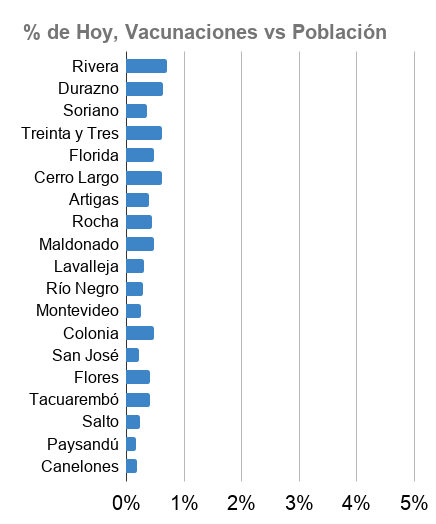 % de Hoy, Vacunaciones vs Población
Rivera
Durazno
Soriano
Treinta y Tres
Florida
Cerro Largo
Artigas
Rocha
Maldonado
Lavalleja
Río Negro
Montevideo
Colonia
San José
Flores
Tacuarembó
Salto
Paysandú
Canelones
0% 1% 2% 3% 4% 5%